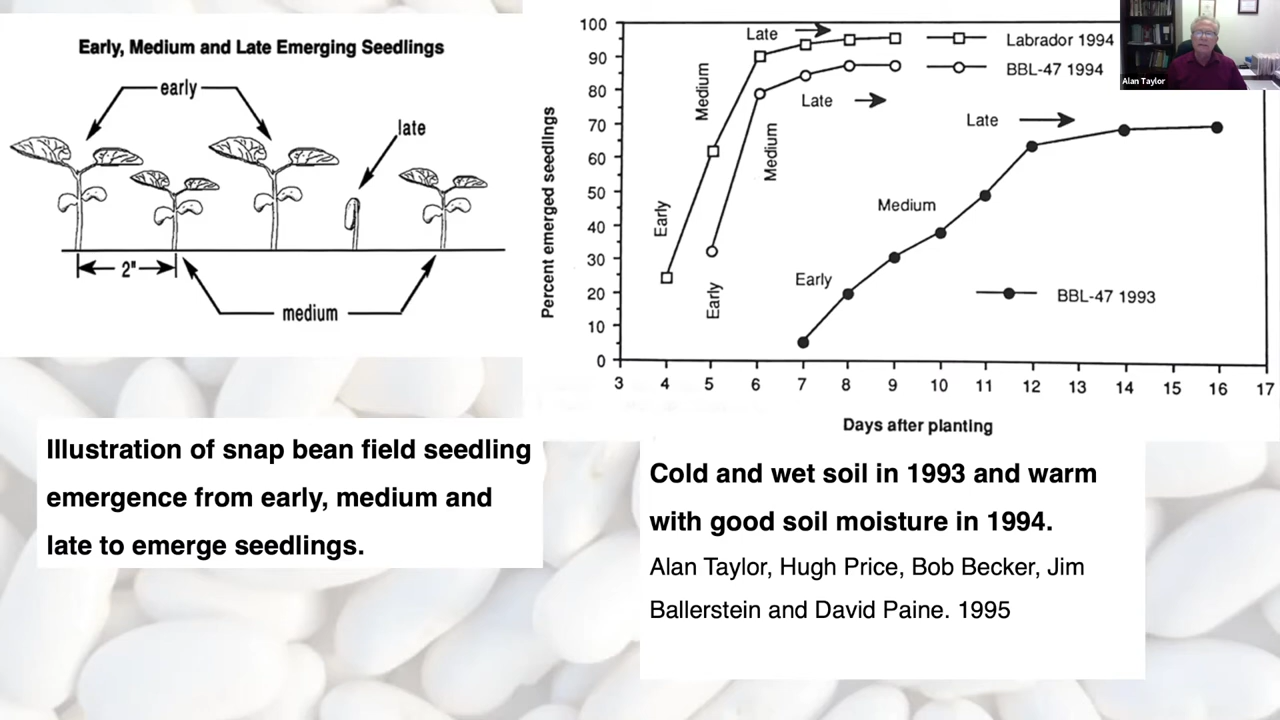 Early, Medium and Late Emerging Seedlings
early
late
2"
medium
Illustration of snap bean field seedling
emergence from early, medium and
late to emerge seedlings.
Percent emerged seedlings
100
90
80
70
60
50
40
30
20
10
0
3 4 5 6 7 8 9 10 11 12 13 14 15 16 17
Days after planting
Early
Medium
Late
Labrador 1994
Early
Medium
Late
BBL-47 1994
Early
Medium
Late
BBL-47 1993
Alan Taylor
Cold and wet soil in 1993 and warm
with good soil moisture in 1994.
Alan Taylor, Hugh Price, Bob Becker, Jim
Ballerstein and David Paine. 1995